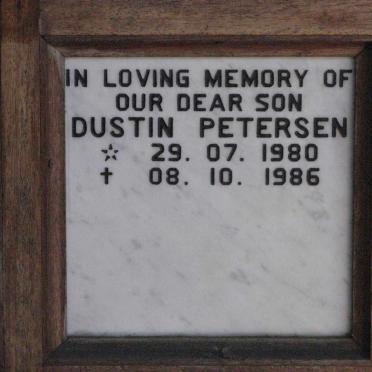 IN LOVING MEMORY OF
OUR DEAR SON
DUSTIN PETERSEN
☆ 29. 07. 1980
✝ 08. 10. 1986